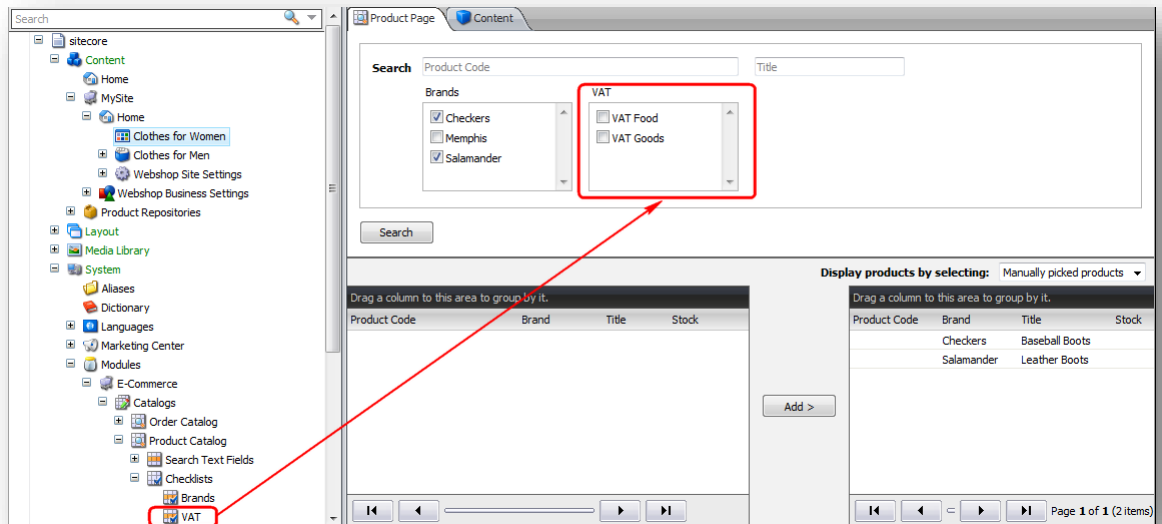 Search
sitecore
Content
Home
MySite
Home
Clothes for Women
Clothes for Men
Webshop Site Settings
Webshop Business Settings
Product Repositories
Layout
Media Library
System
Aliases
Dictionary
Languages
Marketing Center
Modules
E-Commerce
Catalogs
Order Catalog
Product Catalog
Search Text Fields
Checklists
Brands
VAT
Product Page Content
Search Product Code Title
Brands VAT
Checkers VAT Food
Memphis VAT Goods
Salamander
Search
Display products by selecting: Manually picked products
Drag a column to this area to group by it.
Product Code Brand Title Stock
Add >
Drag a column to this area to group by it.
Product Code Brand Title Stock
Checkers Baseball Boots
Salamander Leather Boots
Page 1 of 1 (2 items)